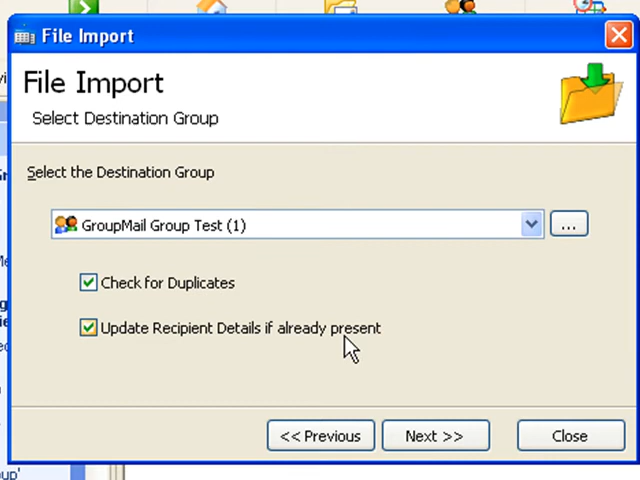 File Import
File Import
Select Destination Group
Select the Destination Group
GroupMail Group Test (1)
...
Check for Duplicates
Update Recipient Details if already present
<< Previous
Next >>
Close